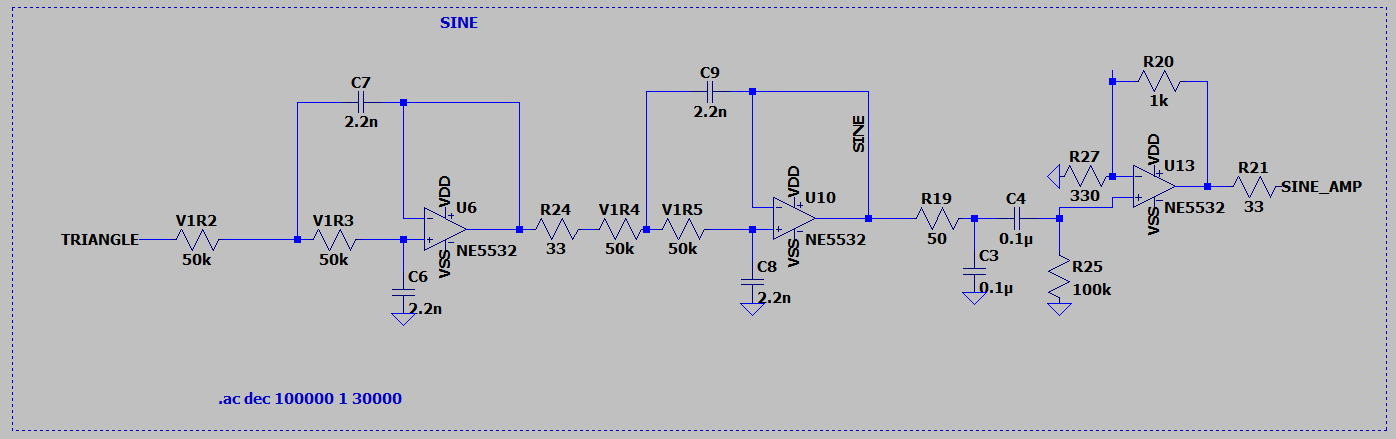 SINE
TRIANGLE
V1R2
50k
C7
2.2n
V1R3
50k
C6
2.2n
VDD
U6
VSS
NE5532
R24
33
V1R4
50k
C9
2.2n
V1R5
50k
C8
2.2n
VDD
U10
VSS
NE5532
SINE
R19
50
C3
0.1µ
C4
0.1µ
R25
100k
R27
330
R20
1k
VDD
U13
VSS
NE5532
R21
33
SINE_AMP
.ac dec 100000 1 30000